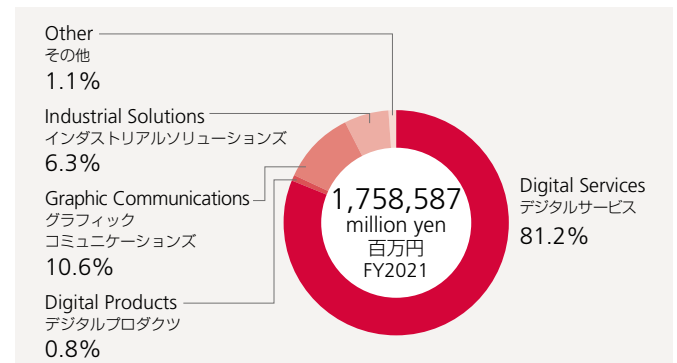 Other
その他
1.1%
Industrial Solutions
インダストリアルソリューションズ
6.3%
Graphic Communications
グラフィック
コミュニケーションズ
10.6%
Digital Products
デジタルプロダクツ
0.8%
1,758,587
million yen
百万円
FY2021
Digital Services
デジタルサービス
81.2%